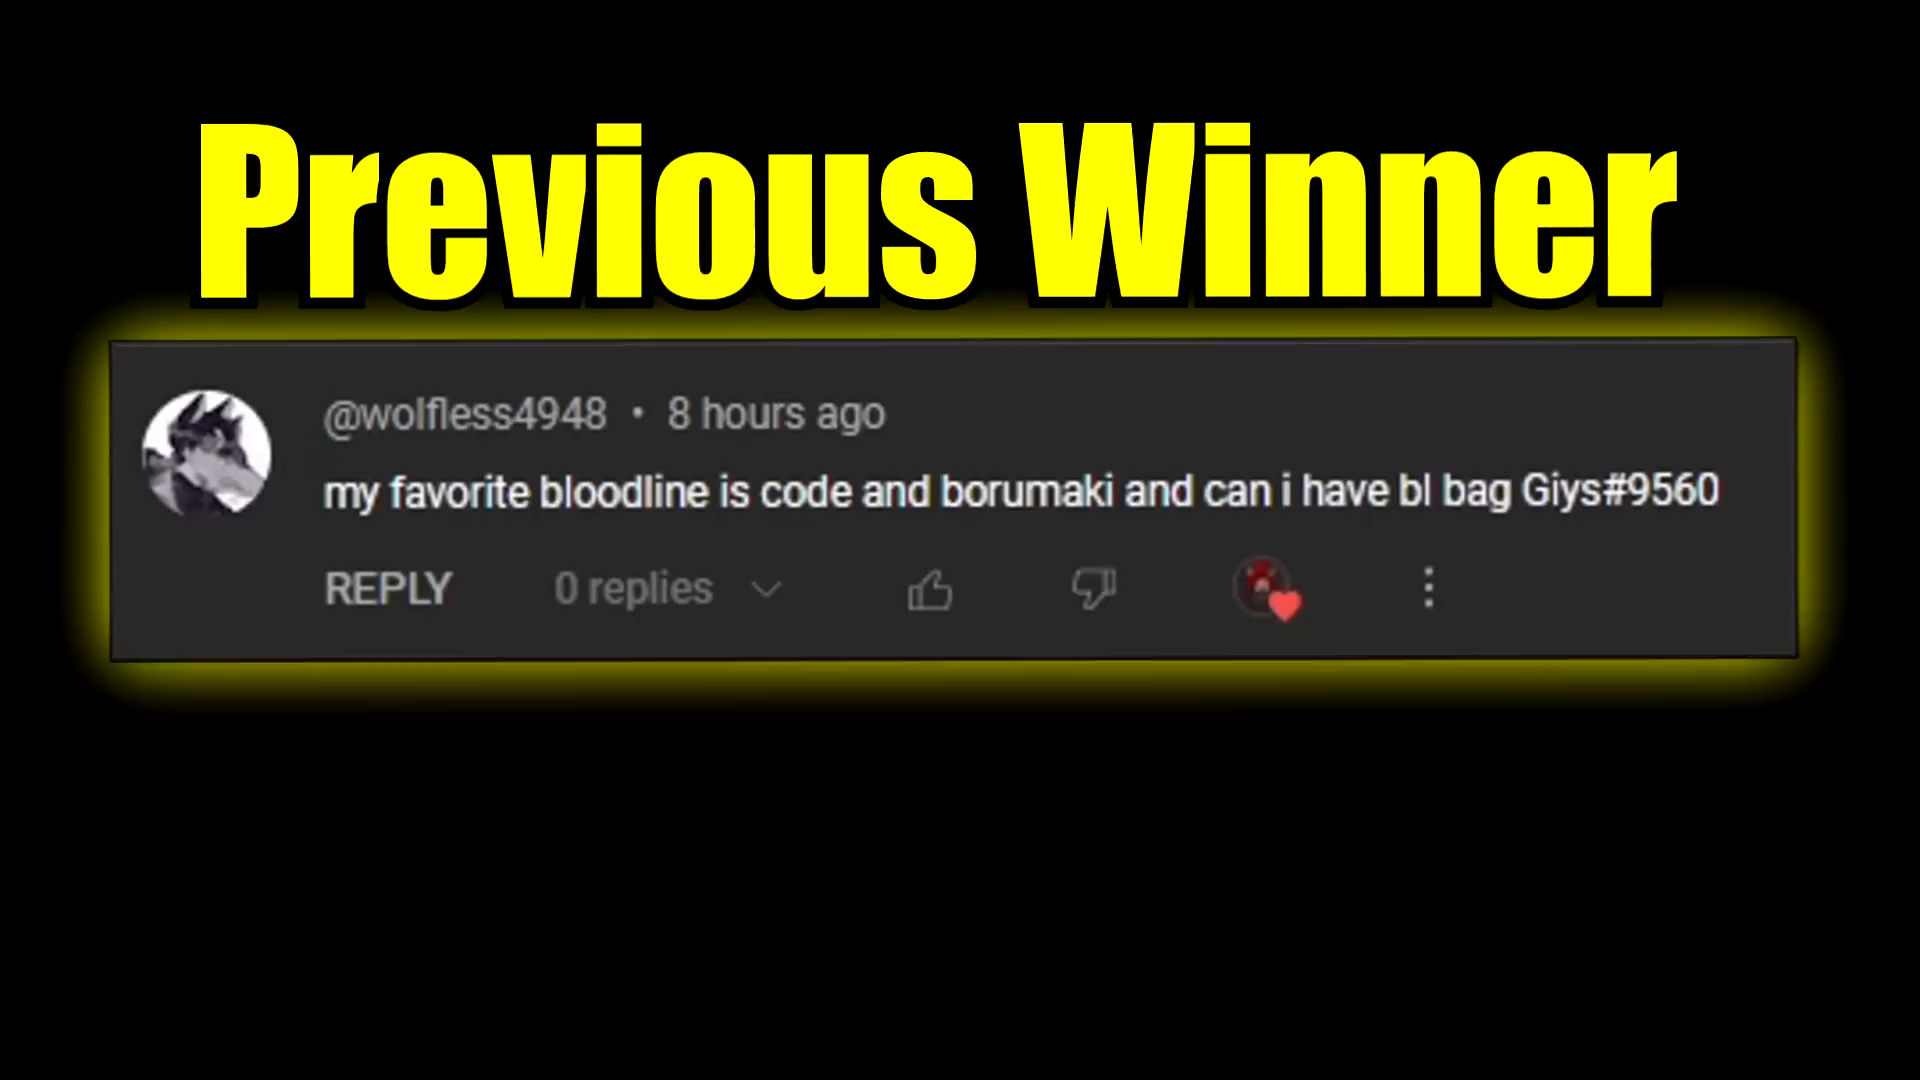 Previous Winner
@wolfless4948 • 8 hours ago
my favorite bloodline is code and borumaki and can i have bl bag Giys#9560
REPLY 0 replies